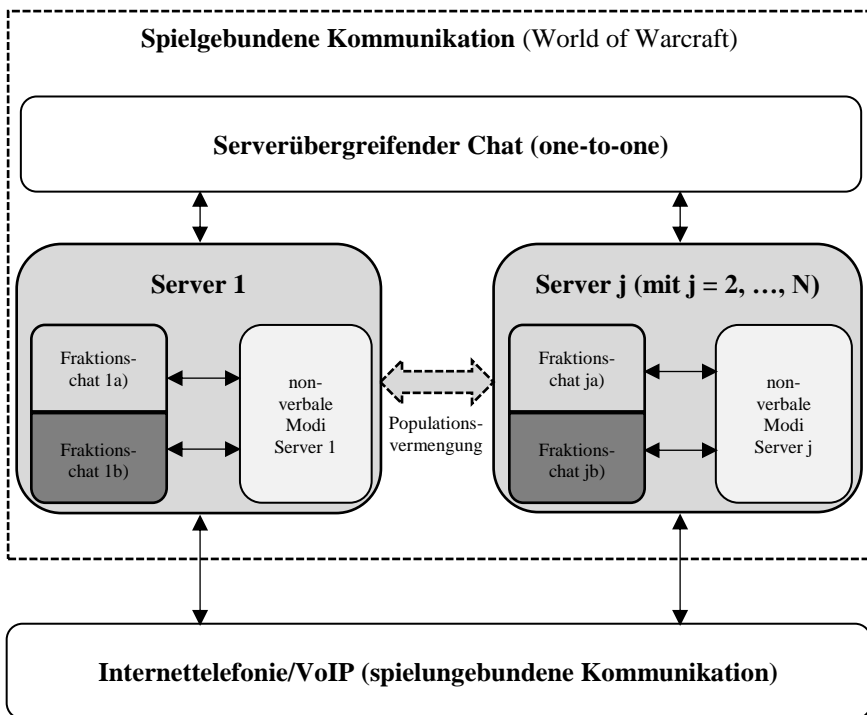 Spielgebundene Kommunikation (World of Warcraft)
Serverübergreifender Chat (one-to-one)
Server 1
Fraktions-
chat 1a)
Fraktions-
chat 1b)
non-
verbale
Modi
Server 1
Populations-
vermengung
Server j (mit j = 2, …, N)
Fraktions-
chat ja)
Fraktions-
chat jb)
non-
verbale
Modi
Server j
Internettelefonie/VoIP (spielungebundene Kommunikation)